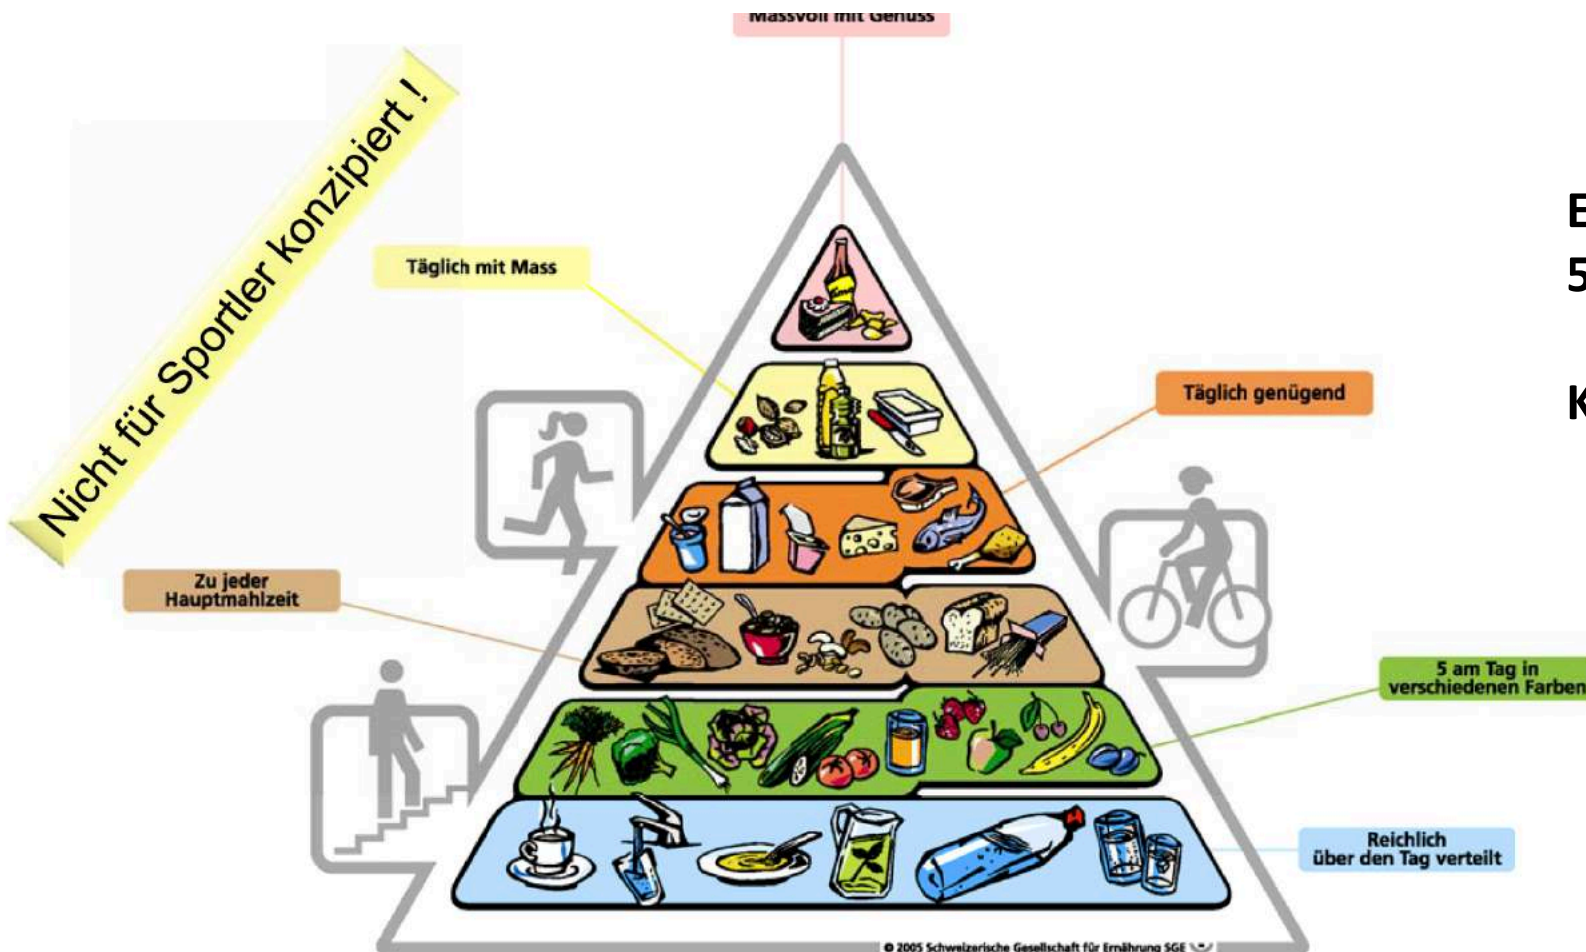 Massvoll mit Genuss
Nicht für Sportler konzipiert !
Täglich mit Mass
Täglich genügend
Zu jeder
Hauptmahlzeit
5 am Tag in
verschiedenen Farben
Reichlich
über den Tag verteilt
© 2005 Schweizerische Gesellschaft für Ernährung SGE